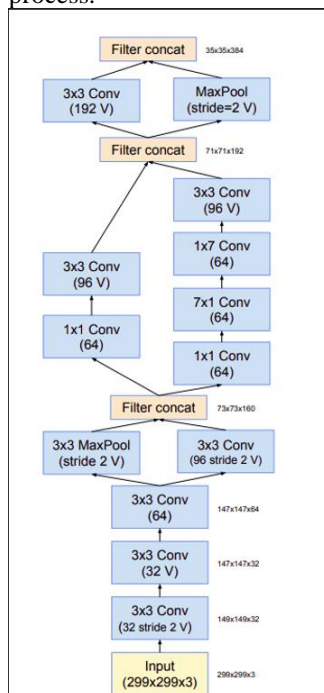 process.
Filter concat 35x35x384
3x3 Conv
(192 V)
MaxPool
(stride=2 V)
Filter concat 71x71x192
3x3 Conv
(96 V)
1x7 Conv
(64)
3x3 Conv
(96 V)
7x1 Conv
(64)
1x1 Conv
(64)
1x1 Conv
(64)
Filter concat 73x73x160
3x3 MaxPool
(stride 2 V)
3x3 Conv
(96 stride 2 V)
3x3 Conv
(64)
147x147x64
3x3 Conv
(32 V)
147x147x32
3x3 Conv
(32 stride 2 V)
149x149x32
Input
(299x299x3)
299x299x3